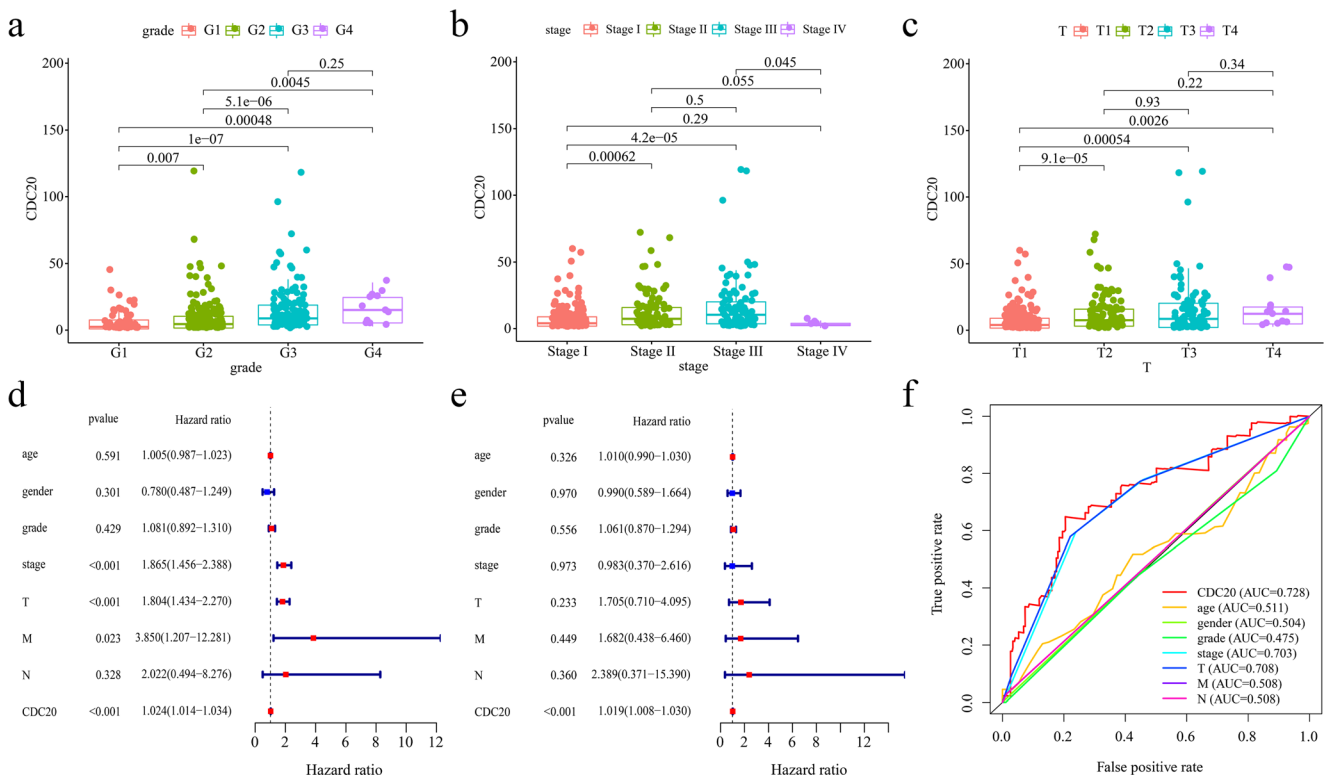 a
grade G1 G2 G3 G4
200
150
100
50
0
CDC20
0.25
0.0045
5.1e−06
0.00048
1e−07
0.007
G1 G2 G3 G4
grade
b
stage Stage I Stage II Stage III Stage IV
200
150
100
50
0
CDC20
0.045
0.055
0.5
0.29
4.2e−05
0.00062
Stage I Stage II Stage III Stage IV
stage
c
T T1 T2 T3 T4
200
150
100
50
0
CDC20
0.34
0.22
0.93
0.0026
0.00054
9.1e−05
T1 T2 T3 T4
T
d
pvalue Hazard ratio
age 0.591 1.005(0.987−1.023)
gender 0.301 0.780(0.487−1.249)
grade 0.429 1.081(0.892−1.310)
stage <0.001 1.865(1.456−2.388)
T <0.001 1.804(1.434−2.270)
M 0.023 3.850(1.207−12.281)
N 0.328 2.022(0.494−8.276)
CDC20 <0.001 1.024(1.014−1.034)
0 2 4 6 8 10 12
Hazard ratio
e
pvalue Hazard ratio
age 0.326 1.010(0.990−1.030)
gender 0.970 0.990(0.589−1.664)
grade 0.556 1.061(0.870−1.294)
stage 0.973 0.983(0.370−2.616)
T 0.233 1.705(0.710−4.095)
M 0.449 1.682(0.438−6.460)
N 0.360 2.389(0.371−15.390)
CDC20 <0.001 1.019(1.008−1.030)
0 2 4 6 8 10
Hazard ratio
f
1.0
0.8
0.6
0.4
0.2
0.0
True positive rate
CDC20 (AUC=0.728)
age (AUC=0.511)
gender (AUC=0.504)
grade (AUC=0.475)
stage (AUC=0.703)
T (AUC=0.708)
M (AUC=0.508)
N (AUC=0.508)
0.0 0.2 0.4 0.6 0.8 1.0
False positive rate